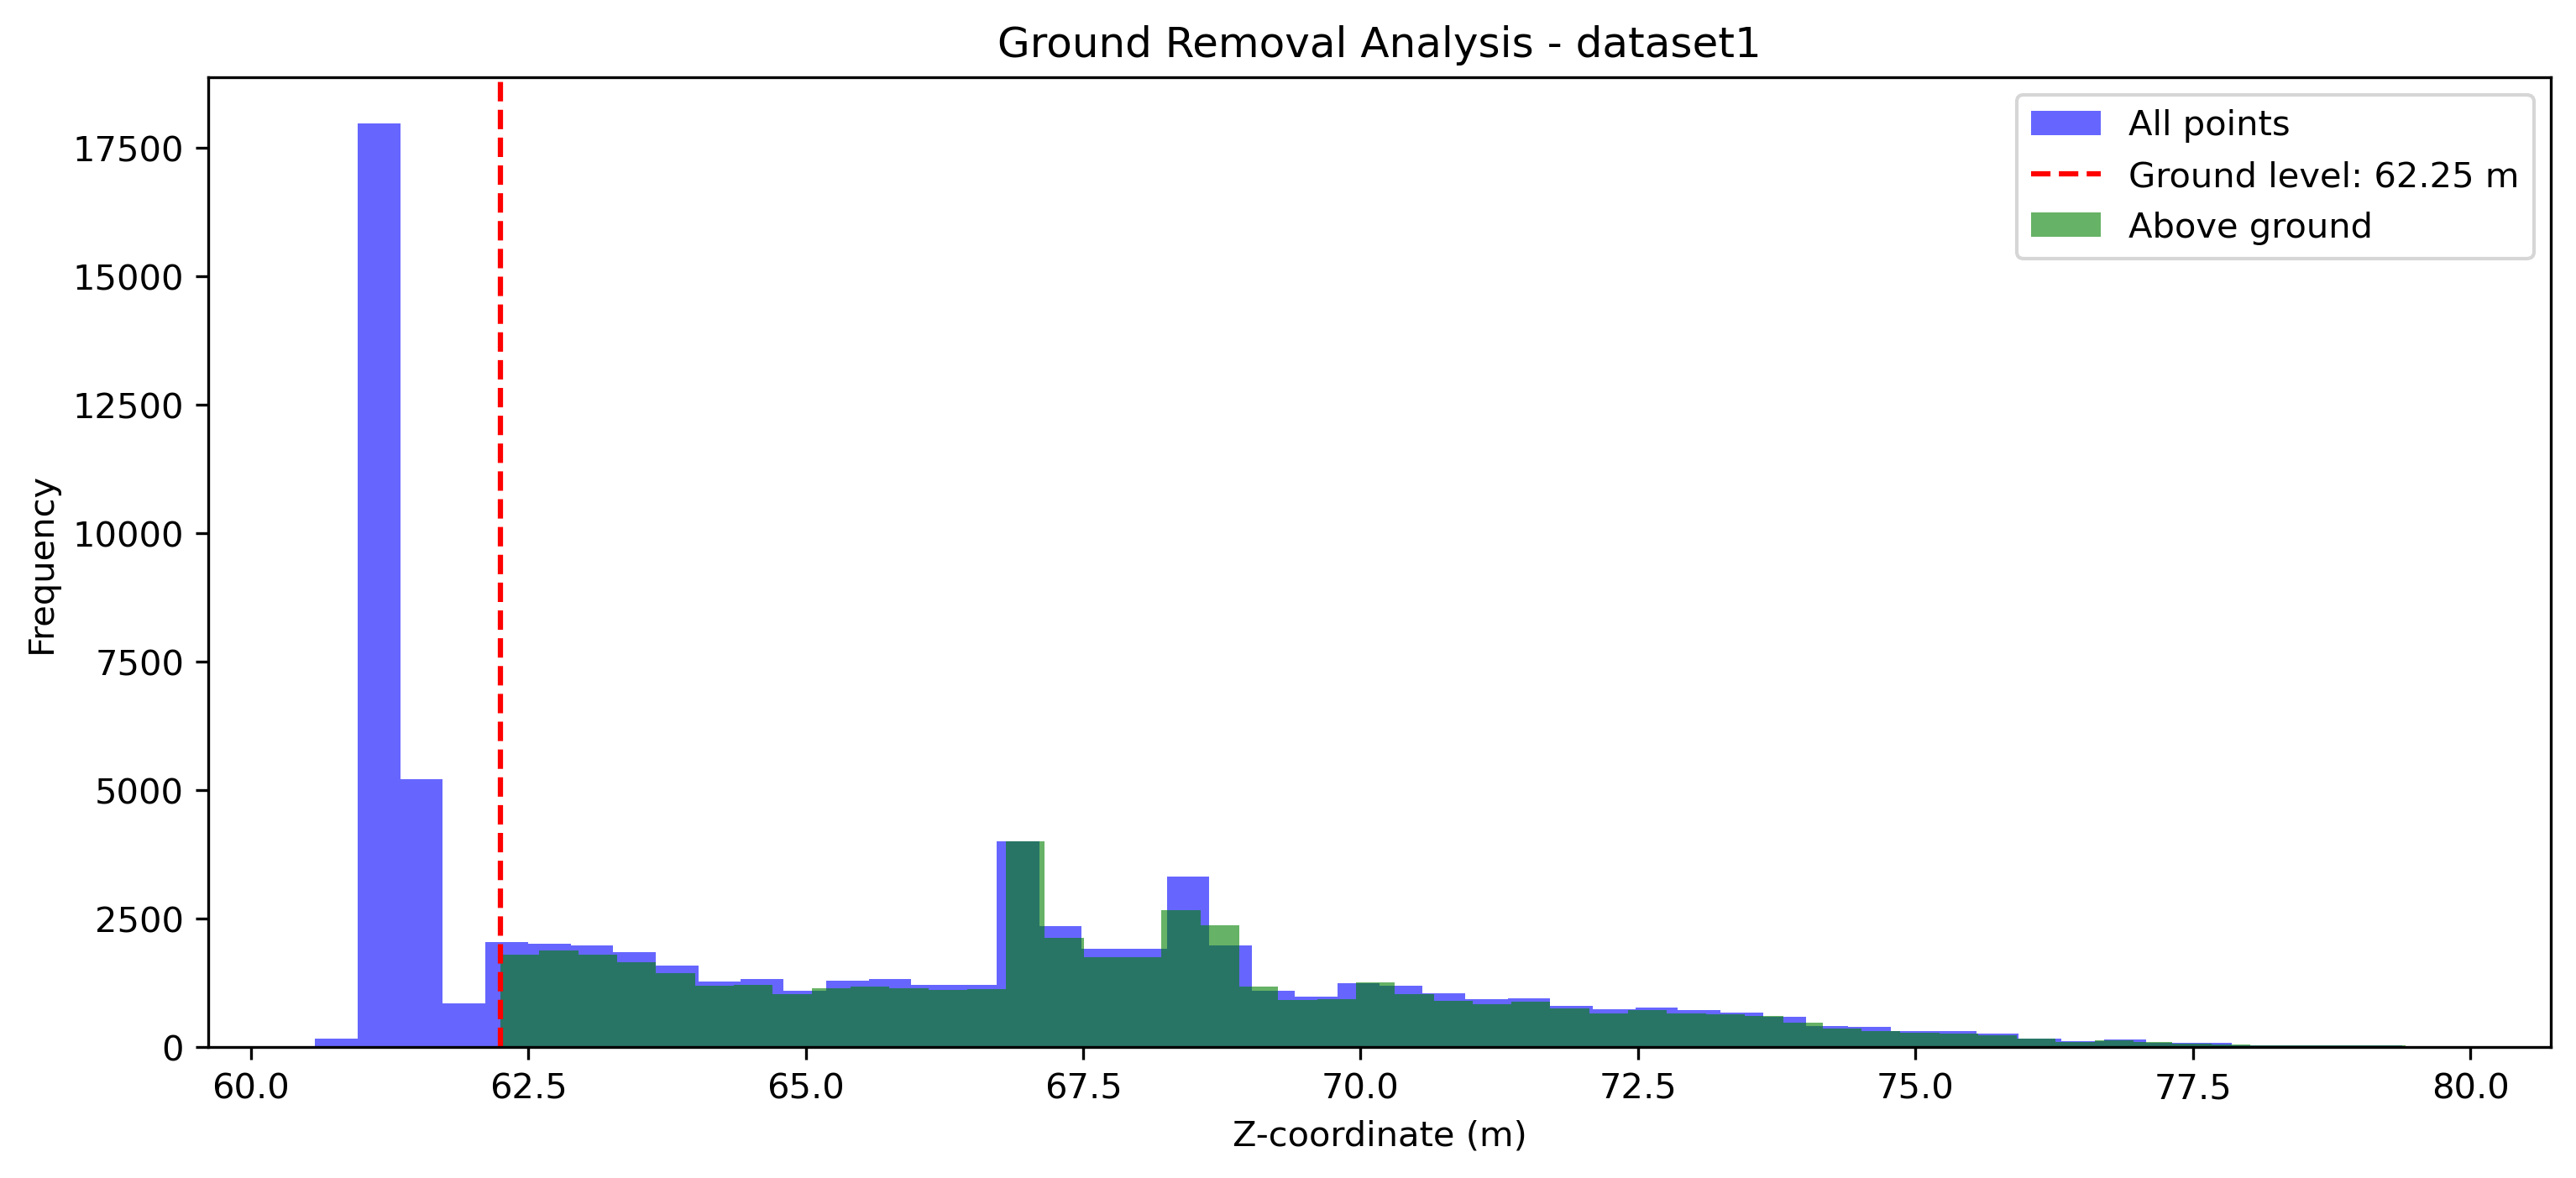 Ground Removal Analysis - dataset1
All points
Ground level: 62.25 m
Above ground
17500
15000
12500
10000
7500
5000
2500
0
Frequency
60.0 62.5 65.0 67.5 70.0 72.5 75.0 77.5 80.0
Z-coordinate (m)